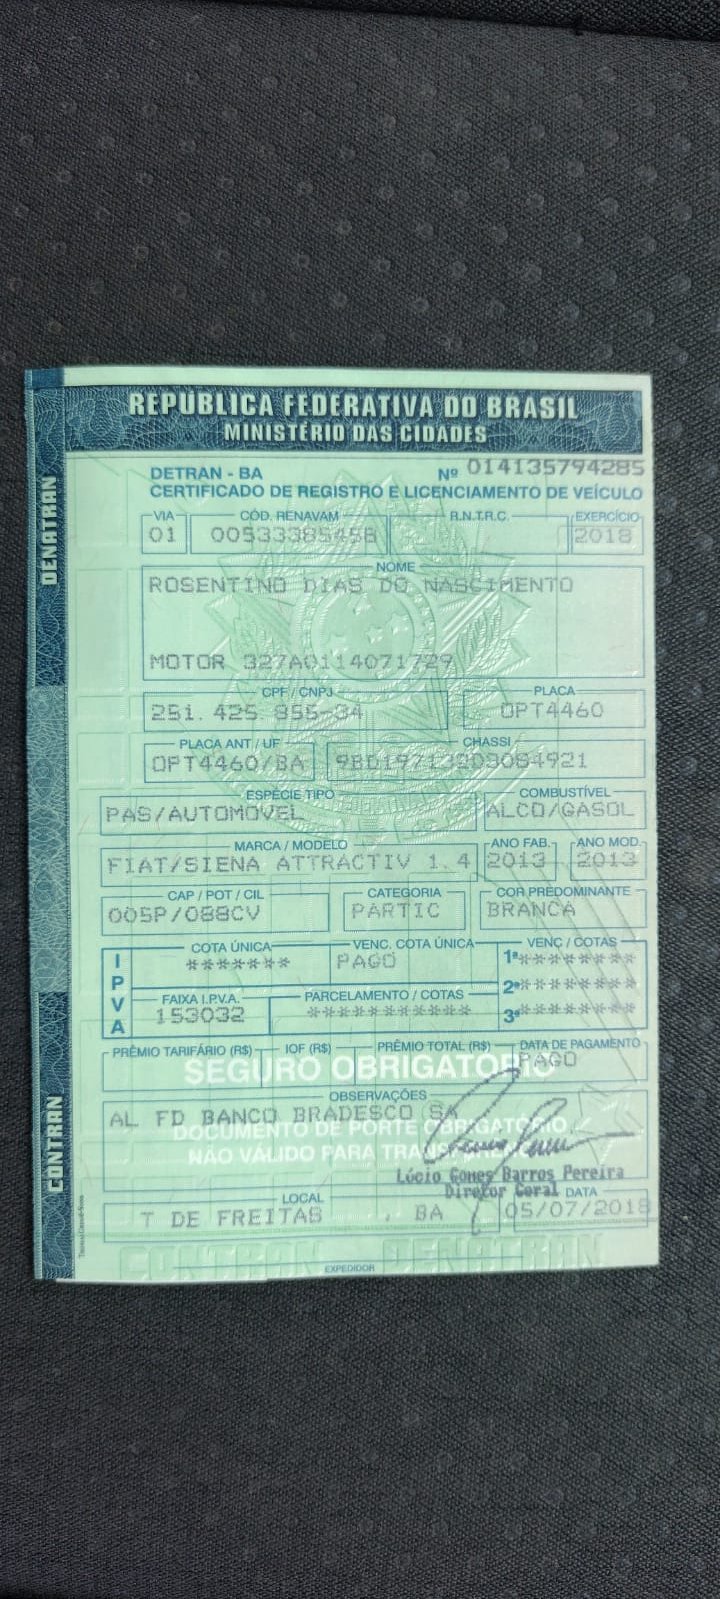 REPÚBLICA FEDERATIVA DO BRASIL
MINISTÉRIO DAS CIDADES
DENATRAN
CONTRAN
DETRAN - BA Nº 014135794285
CERTIFICADO DE REGISTRO E LICENCIAMENTO DE VEÍCULO
VIA CÓD. RENAVAM R.N.T.R.C. EXERCÍCIO
01 00533385458 2018
NOME
ROSENTINO DIAS DO NASCIMENTO
MOTOR 327A0114071729
CPF / CNPJ PLACA
251.425 855-34 OPT4460
PLACA ANT / UF CHASSI
OPT4460/BA
ESPÉCIE TIPO COMBUSTÍVEL
PAS/AUTOMOVEL ALCO/GASOL
MARCA / MODELO ANO FAB. ANO MOD.
FIAT/SIENA ATTRACTIV 1.4 2013 2013
CAP / POT / CIL CATEGORIA COR PREDOMINANTE
005P/088CV PARTIC BRANCA
IPVA
COTA ÚNICA VENC. COTA ÚNICA VENC / COTAS
******* PAGO 1ª ********
2ª ********
FAIXA I.P.V.A. PARCELAMENTO / COTAS
153032 *********** 3ª ********
PRÊMIO TARIFÁRIO (R$) IOF (R$) PRÊMIO TOTAL (R$) DATA DE PAGAMENTO
PAGO
SEGURO OBRIGATÓRIO
OBSERVAÇÕES
AL FD BANCO BRADESCO SA
DOCUMENTO DE PORTE OBRIGATÓRIO
NÃO VÁLIDO PARA
Lúcio Gomes Barros Pereira
Diretor Geral
LOCAL DATA
T DE FREITAS , BA 05/07/2018
CONTRAN DENATRAN
EXPEDIDOR